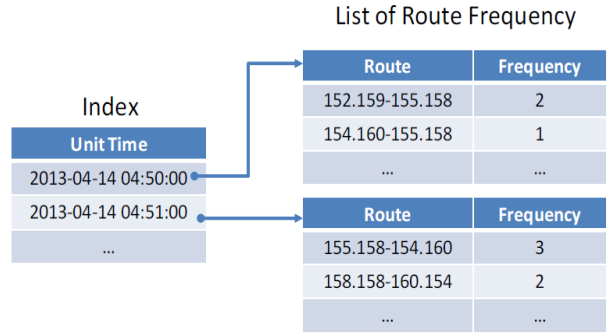 List of Route Frequency
Route Frequency
152.159-155.158 2
154.160-155.158 1
... ...
Index
Unit Time
2013-04-14 04:50:00
2013-04-14 04:51:00
...
Route Frequency
155.158-154.160 3
158.158-160.154 2
... ...